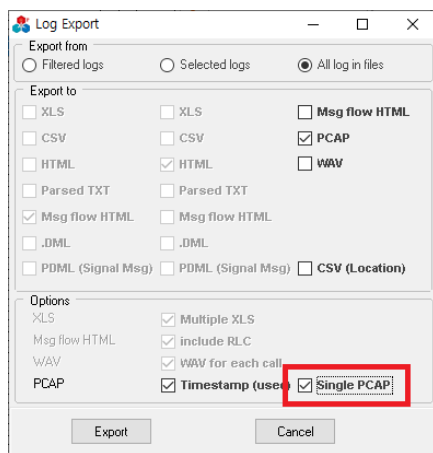 Log Export
Export from
Filtered logs Selected logs All log in files
Export to
XLS XLS Msg flow HTML
CSV CSV PCAP
HTML HTML WAV
Parsed TXT Parsed TXT
Msg flow HTML Msg flow HTML
.DML .DML
PDML (Signal Msg) PDML (Signal Msg) CSV (Location)
Options
XLS Multiple XLS
Msg flow HTML include RLC
WAV WAV for each call
PCAP Timestamp (usec) Single PCAP
Export Cancel